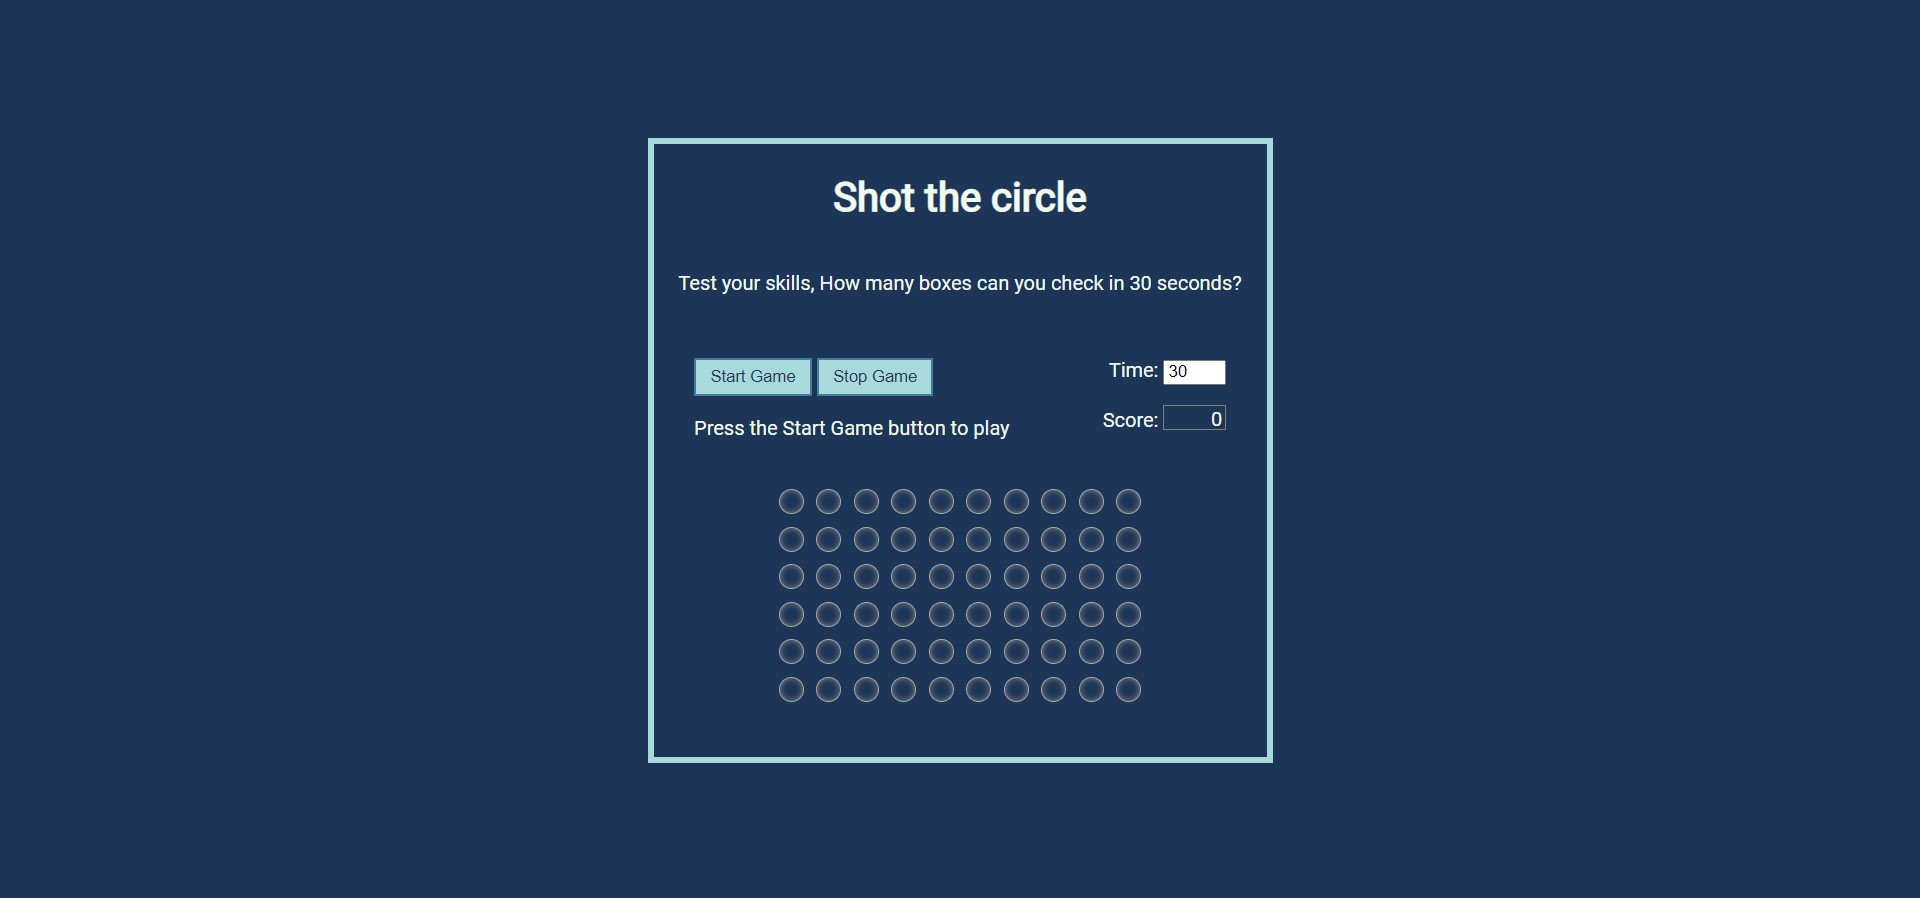 Shot the circle
Test your skills, How many boxes can you check in 30 seconds?
Start Game Stop Game
Time: 30
Press the Start Game button to play
Score: 0